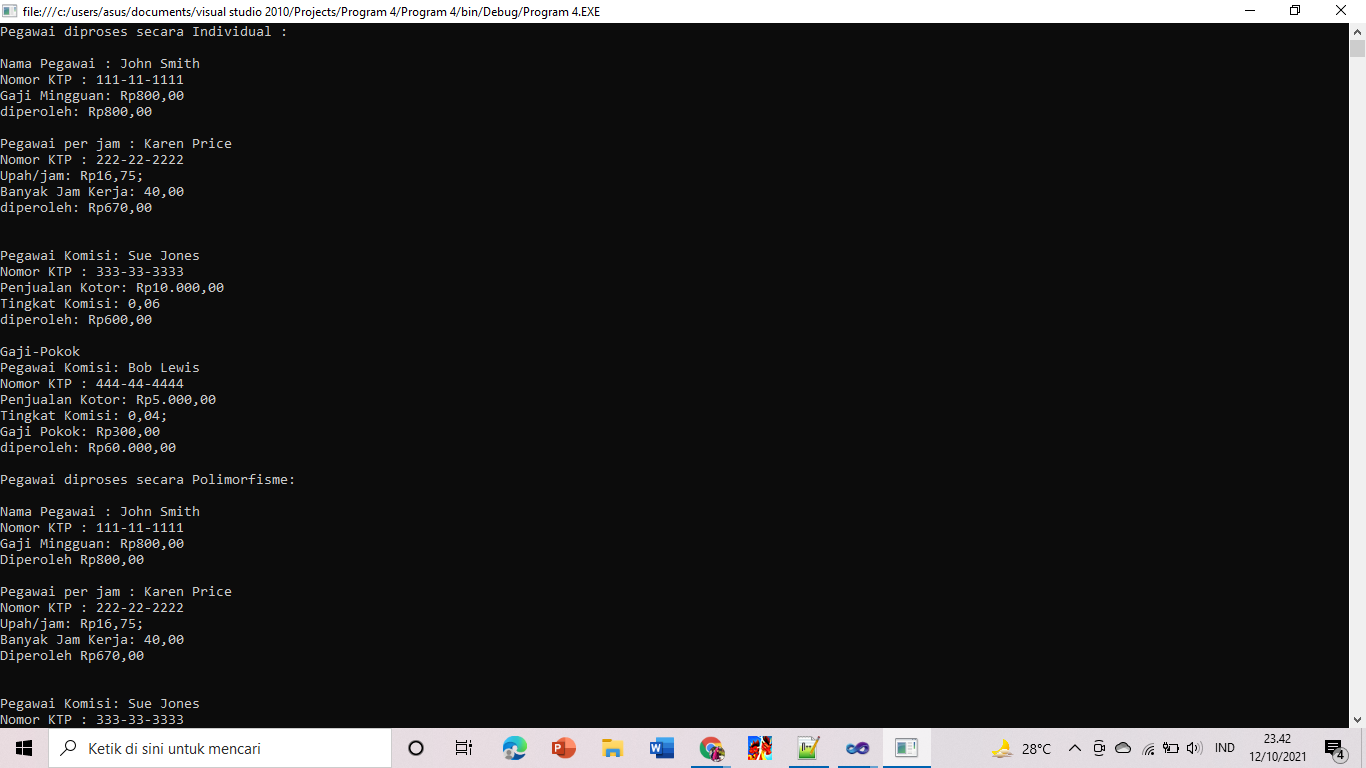 file:///c:/users/asus/documents/visual studio 2010/Projects/Program 4/Program 4/bin/Debug/Program 4.EXE
Pegawai diproses secara Individual :
Nama Pegawai : John Smith
Nomor KTP : 111-11-1111
Gaji Mingguan: Rp800,00
diperoleh: Rp800,00
Pegawai per jam : Karen Price
Nomor KTP : 222-22-2222
Upah/jam: Rp16,75;
Banyak Jam Kerja: 40,00
diperoleh: Rp670,00
Pegawai Komisi: Sue Jones
Nomor KTP : 333-33-3333
Penjualan Kotor: Rp10.000,00
Tingkat Komisi: 0,06
diperoleh: Rp600,00
Gaji-Pokok
Pegawai Komisi: Bob Lewis
Nomor KTP : 444-44-4444
Penjualan Kotor: Rp5.000,00
Tingkat Komisi: 0,04;
Gaji Pokok: Rp300,00
diperoleh: Rp60.000,00
Pegawai diproses secara Polimorfisme:
Nama Pegawai : John Smith
Nomor KTP : 111-11-1111
Gaji Mingguan: Rp800,00
Diperoleh Rp800,00
Pegawai per jam : Karen Price
Nomor KTP : 222-22-2222
Upah/jam: Rp16,75;
Banyak Jam Kerja: 40,00
Diperoleh Rp670,00
Pegawai Komisi: Sue Jones
Nomor KTP : 333-33-3333
Ketik di sini untuk mencari
28°C
IND
23.42
12/10/2021
4